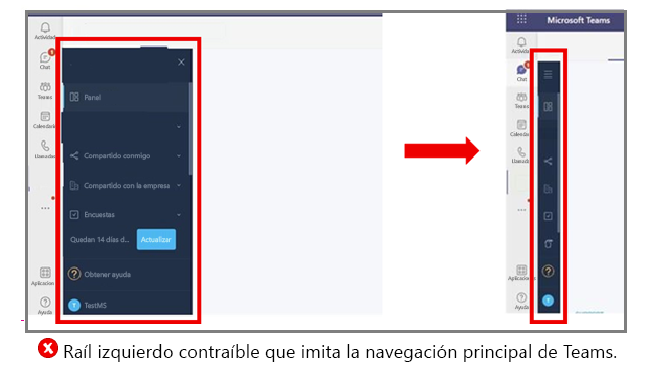 Microsoft Teams
Actividad
Chat
Teams
Calendario
Llamadas
Aplicacion
Ayuda
X
Panel
Compartido conmigo
Compartido con la empresa
Encuestas
Quedan 14 días d...
Actualizar
Obtener ayuda
T TestMS
Actividad
Chat
Teams
Calendario
Llamadas
Aplicacion
Ayuda
T
Raíl izquierdo contraíble que imita la navegación principal de Teams.